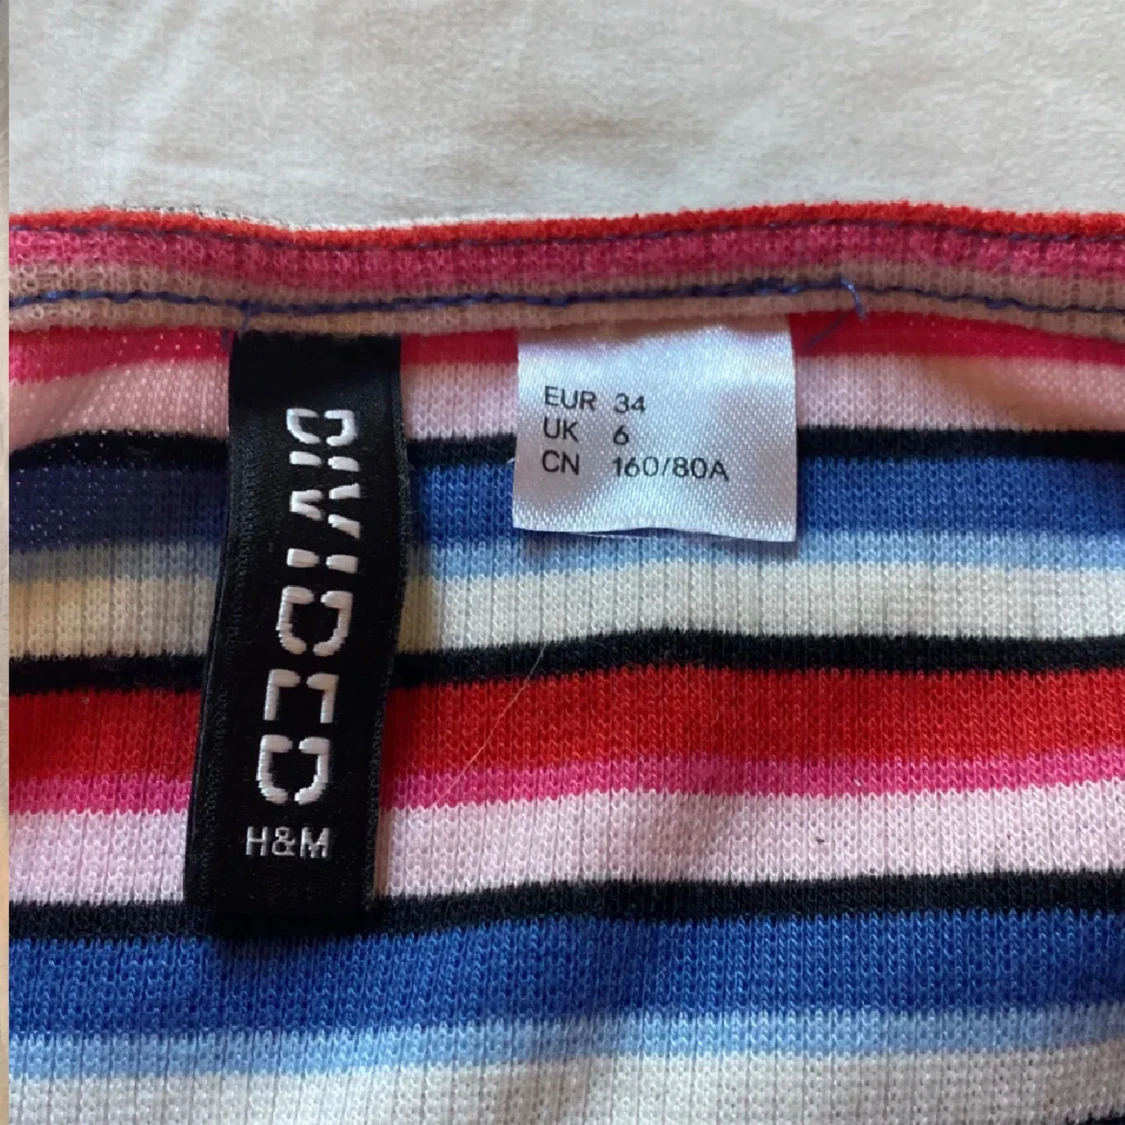 DIVIDED
H&M
EUR 34
UK 6
CN 160/80A